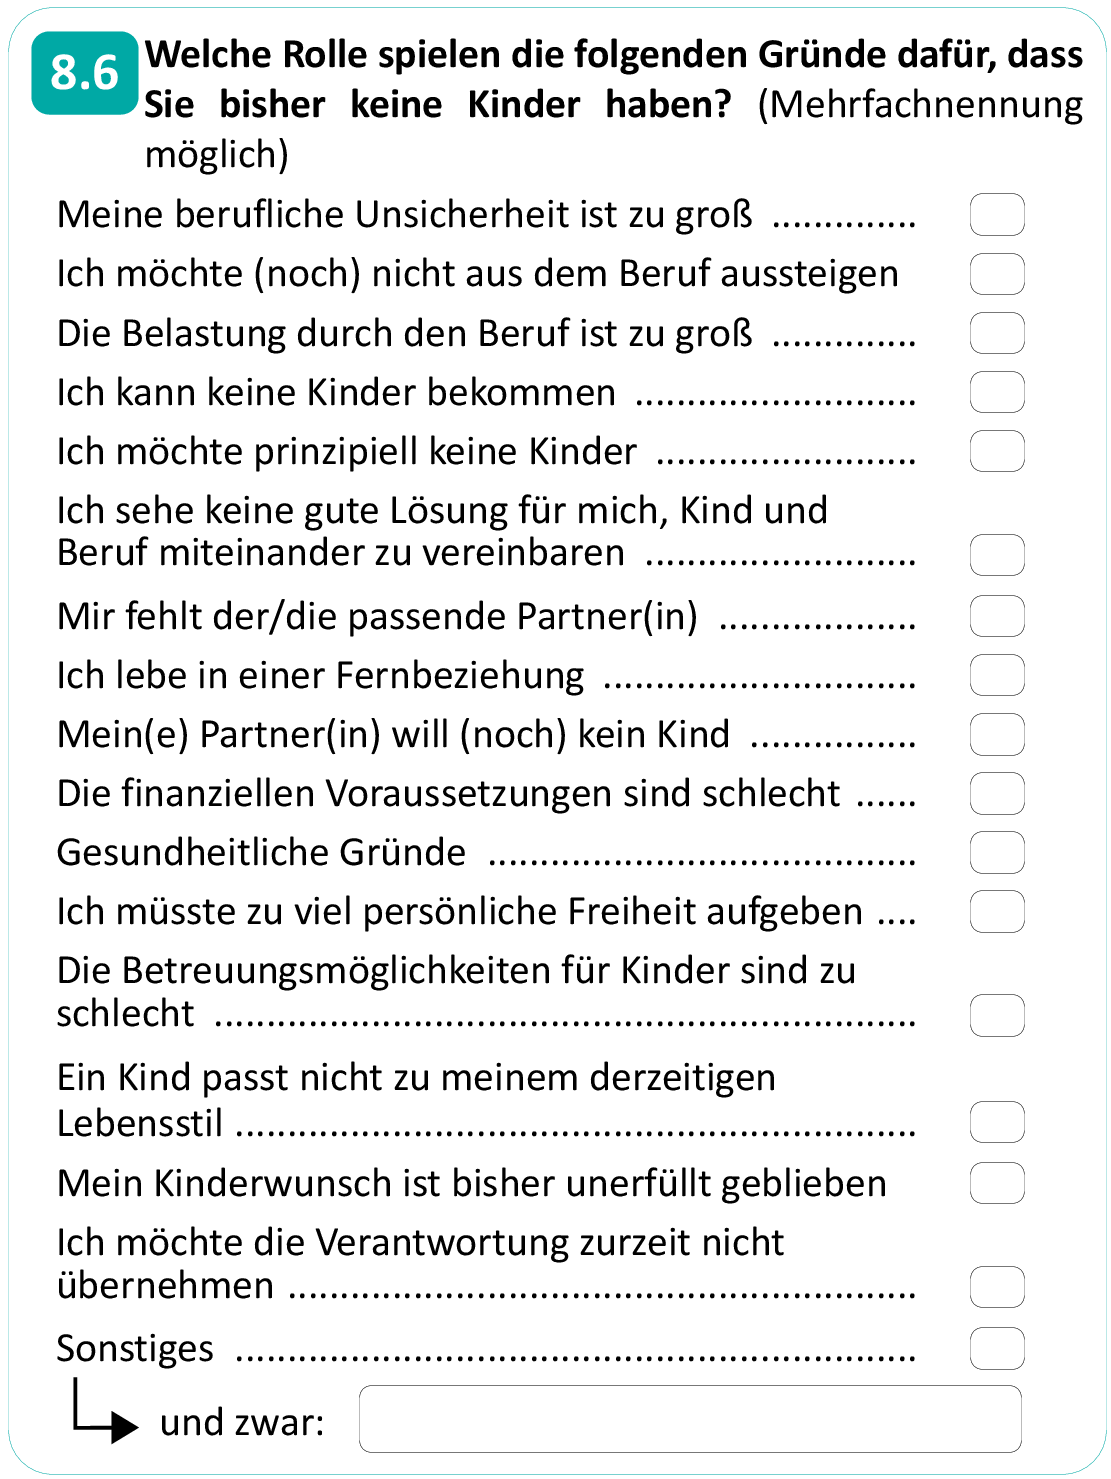 8.6 Welche Rolle spielen die folgenden Gründe dafür, dass
Sie bisher keine Kinder haben? (Mehrfachnennung
möglich)
Meine berufliche Unsicherheit ist zu groß ..............
Ich möchte (noch) nicht aus dem Beruf aussteigen
Die Belastung durch den Beruf ist zu groß ..............
Ich kann keine Kinder bekommen ...........................
Ich möchte prinzipiell keine Kinder .........................
Ich sehe keine gute Lösung für mich, Kind und
Beruf miteinander zu vereinbaren ..........................
Mir fehlt der/die passende Partner(in) ...................
Ich lebe in einer Fernbeziehung ..............................
Mein(e) Partner(in) will (noch) kein Kind ................
Die finanziellen Voraussetzungen sind schlecht ......
Gesundheitliche Gründe .........................................
Ich müsste zu viel persönliche Freiheit aufgeben ....
Die Betreuungsmöglichkeiten für Kinder sind zu
schlecht ...................................................................
Ein Kind passt nicht zu meinem derzeitigen
Lebensstil .................................................................
Mein Kinderwunsch ist bisher unerfüllt geblieben
Ich möchte die Verantwortung zurzeit nicht
übernehmen ............................................................
Sonstiges .................................................................
und zwar: